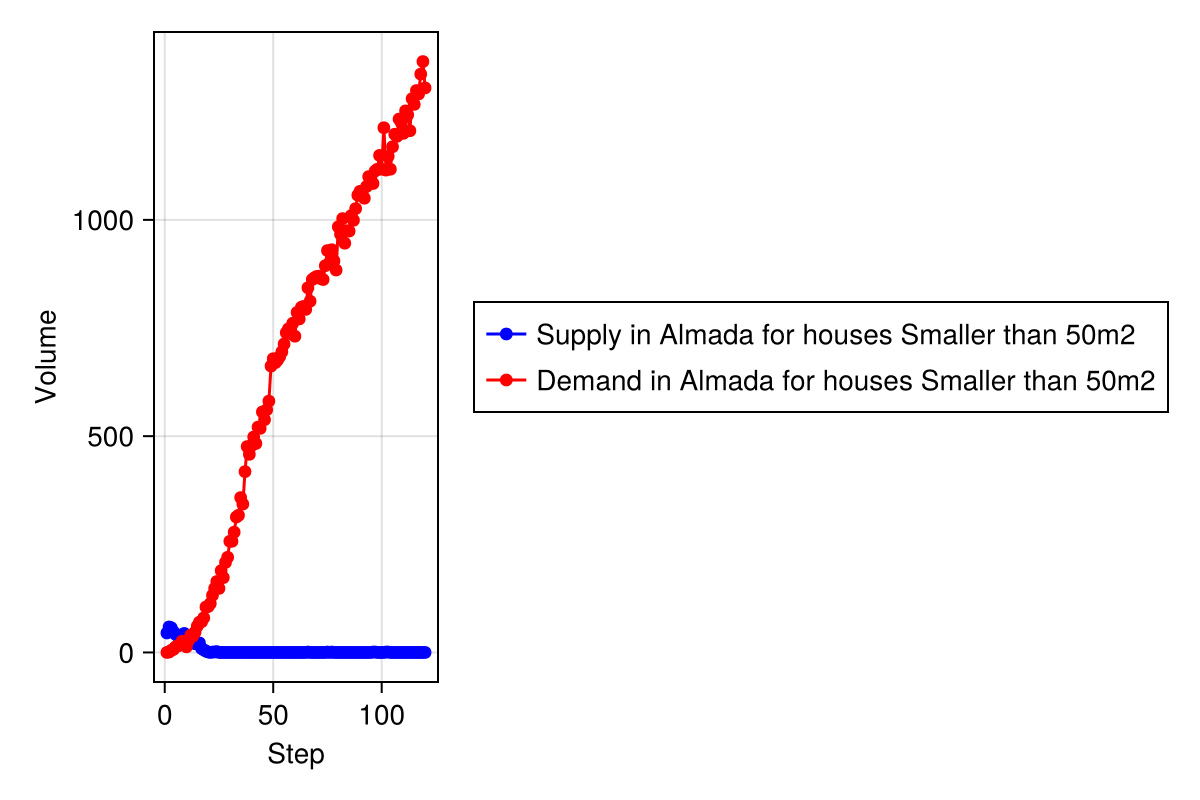 Volume
1000
500
0
0 50 100
Step
Supply in Almada for houses Smaller than 50m2
Demand in Almada for houses Smaller than 50m2